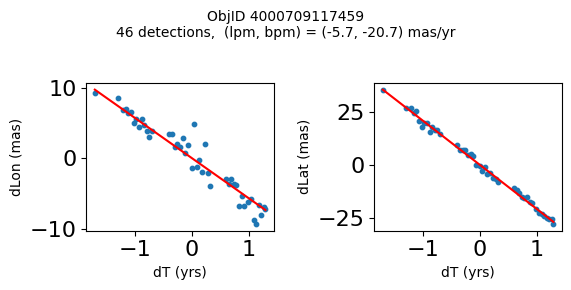 ObjID 4000709117459
46 detections,  (lpm, bpm) = (-5.7, -20.7) mas/yr
dLon (mas)
10
0
−10
−1
0
1
dT (yrs)
dLat (mas)
25
0
−25
−1
0
1
dT (yrs)